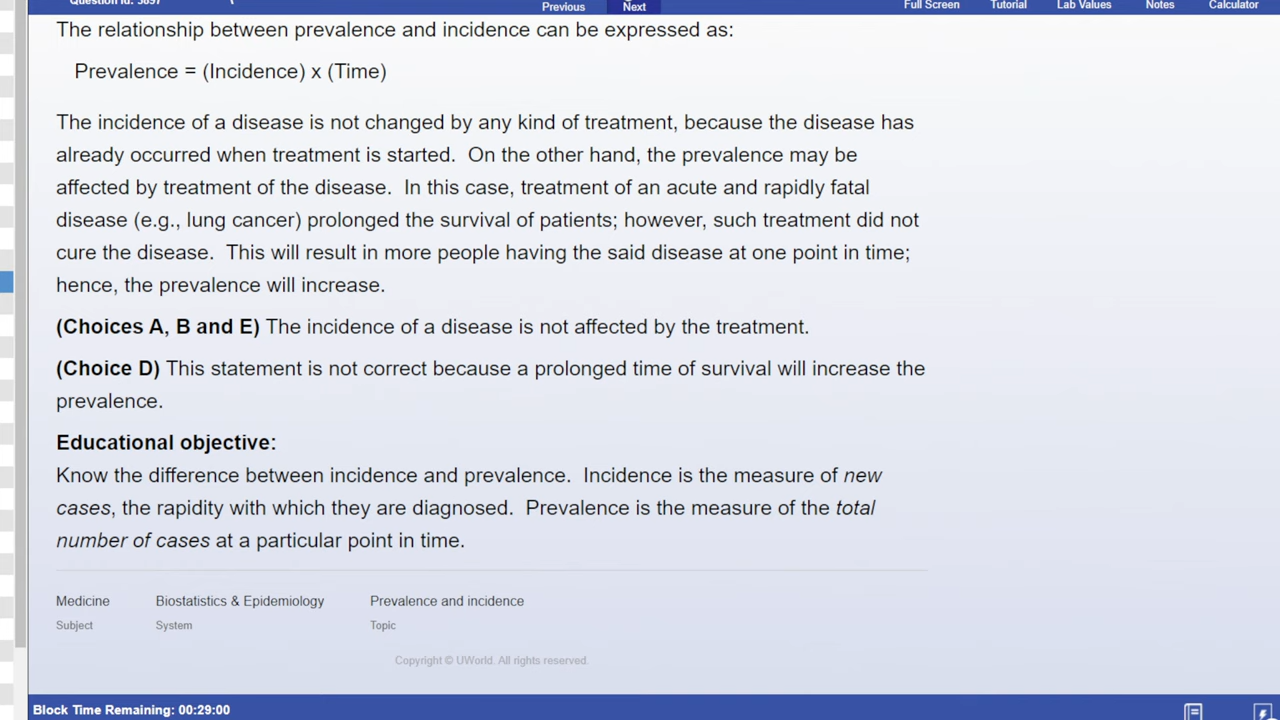 Question Id: 3897
Previous Next Full Screen Tutorial Lab Values Notes Calculator
The relationship between prevalence and incidence can be expressed as:
Prevalence = (Incidence) x (Time)
The incidence of a disease is not changed by any kind of treatment, because the disease has
already occurred when treatment is started. On the other hand, the prevalence may be
affected by treatment of the disease. In this case, treatment of an acute and rapidly fatal
disease (e.g., lung cancer) prolonged the survival of patients; however, such treatment did not
cure the disease. This will result in more people having the said disease at one point in time;
hence, the prevalence will increase.
(Choices A, B and E) The incidence of a disease is not affected by the treatment.
(Choice D) This statement is not correct because a prolonged time of survival will increase the
prevalence.
Educational objective:
Know the difference between incidence and prevalence. Incidence is the measure of new
cases, the rapidity with which they are diagnosed. Prevalence is the measure of the total
number of cases at a particular point in time.
Medicine Biostatistics & Epidemiology Prevalence and incidence
Subject System Topic
Copyright © UWorld. All rights reserved.
Block Time Remaining: 00:29:00